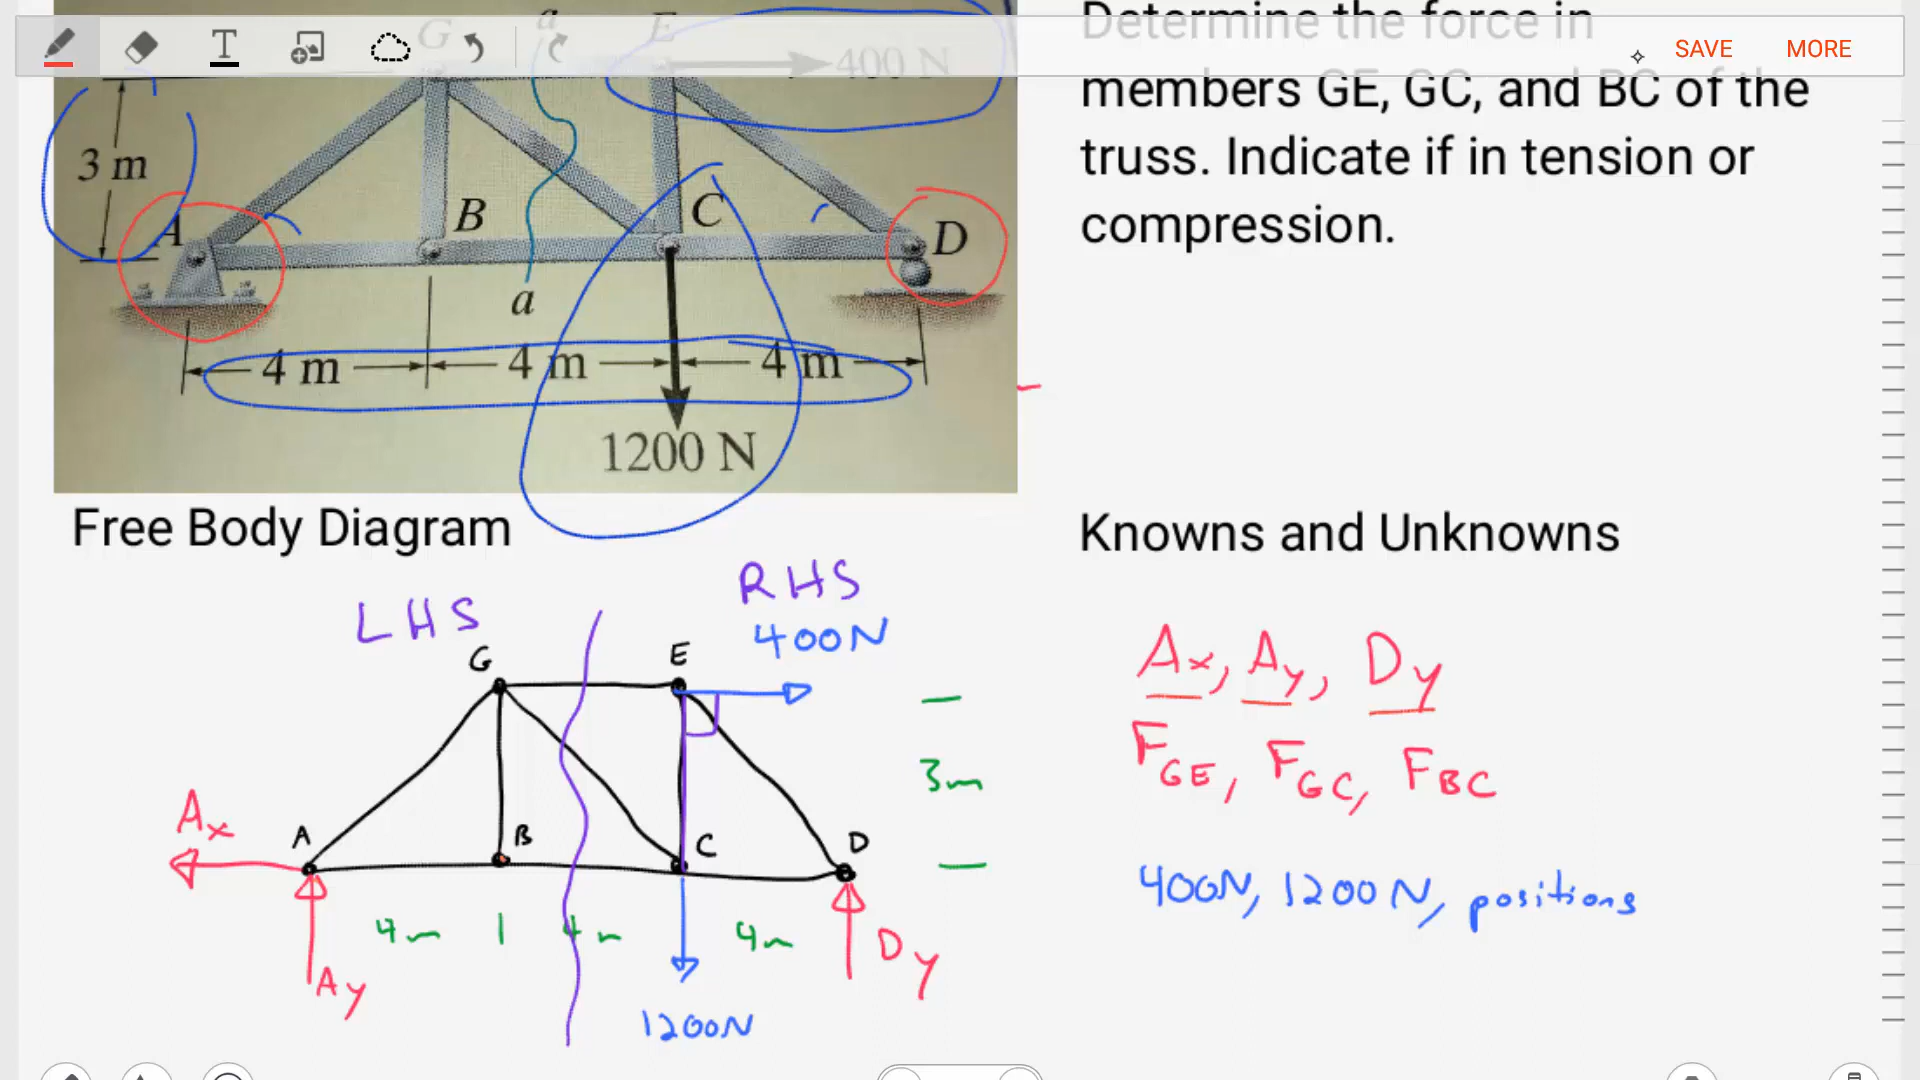 T
SAVE
MORE
Determine the force in
members GE, GC, and BC of the
truss. Indicate if in tension or
compression.
a
G
E
400 N
3 m
A
B
C
D
a
4 m
4 m
4 m
1200 N
Free Body Diagram
Knowns and Unknowns
LHS
RHS
400N
G
E
3m
Ax
A
B
C
D
4m
4m
4m
Ay
Dy
1200N
Ax, Ay, Dy
FGE, FGC, FBC
400N, 1200N, positions